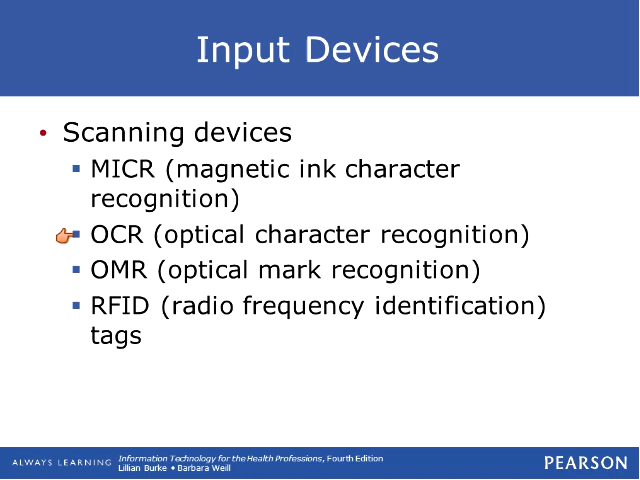 Input Devices
• Scanning devices
▪ MICR (magnetic ink character
recognition)
▪ OCR (optical character recognition)
▪ OMR (optical mark recognition)
▪ RFID (radio frequency identification)
tags
ALWAYS LEARNING
Information Technology for the Health Professions, Fourth Edition
Lillian Burke ♦ Barbara Weill
PEARSON